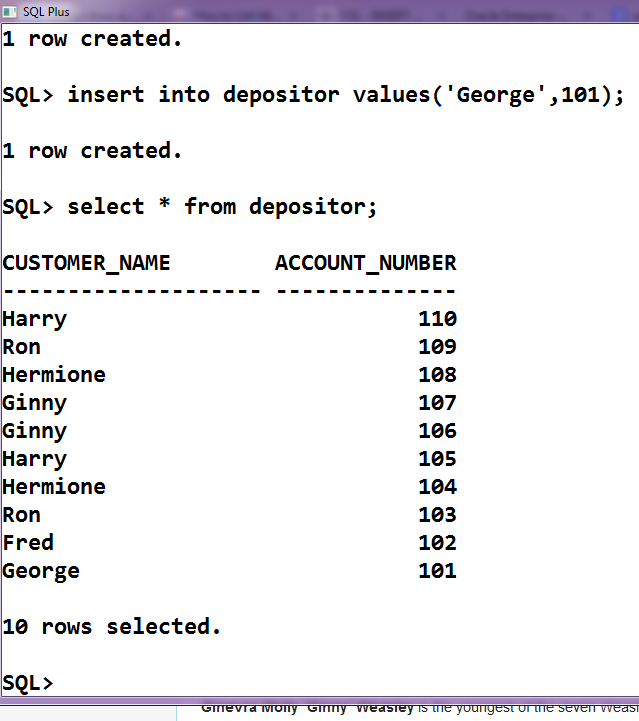 SQL Plus
1 row created.
SQL> insert into depositor values('George',101);
1 row created.
SQL> select * from depositor;
CUSTOMER_NAME        ACCOUNT_NUMBER
-------------------- --------------
Harry                           110
Ron                             109
Hermione                        108
Ginny                           107
Ginny                           106
Harry                           105
Hermione                        104
Ron                             103
Fred                            102
George                          101
10 rows selected.
SQL>
Ginevra Molly "Ginny" Weasley is the youngest of the seven Weasl